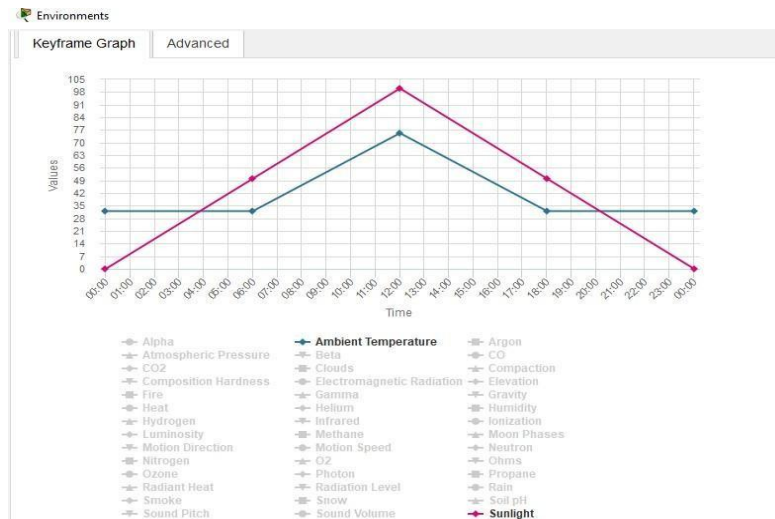 Environments
Keyframe Graph Advanced
105
98
91
84
77
70
63
56
49
42
35
28
21
14
7
0
Values
00:00 01:00 02:00 03:00 04:00 05:00 06:00 07:00 08:00 09:00 10:00 11:00 12:00 13:00 14:00 15:00 16:00 17:00 18:00 19:00 20:00 21:00 22:00 23:00 00:00
Time
Alpha Ambient Temperature Argon
Atmospheric Pressure Beta CO
CO2 Clouds Compaction
Composition Hardness Electromagnetic Radiation Elevation
Fire Gamma Gravity
Heat Helium Humidity
Hydrogen Infrared Ionization
Luminosity Methane Moon Phases
Motion Direction Motion Speed Neutron
Nitrogen O2 Ohms
Ozone Photon Propane
Radiant Heat Radiation Level Rain
Smoke Snow Soil pH
Sound Pitch Sound Volume Sunlight